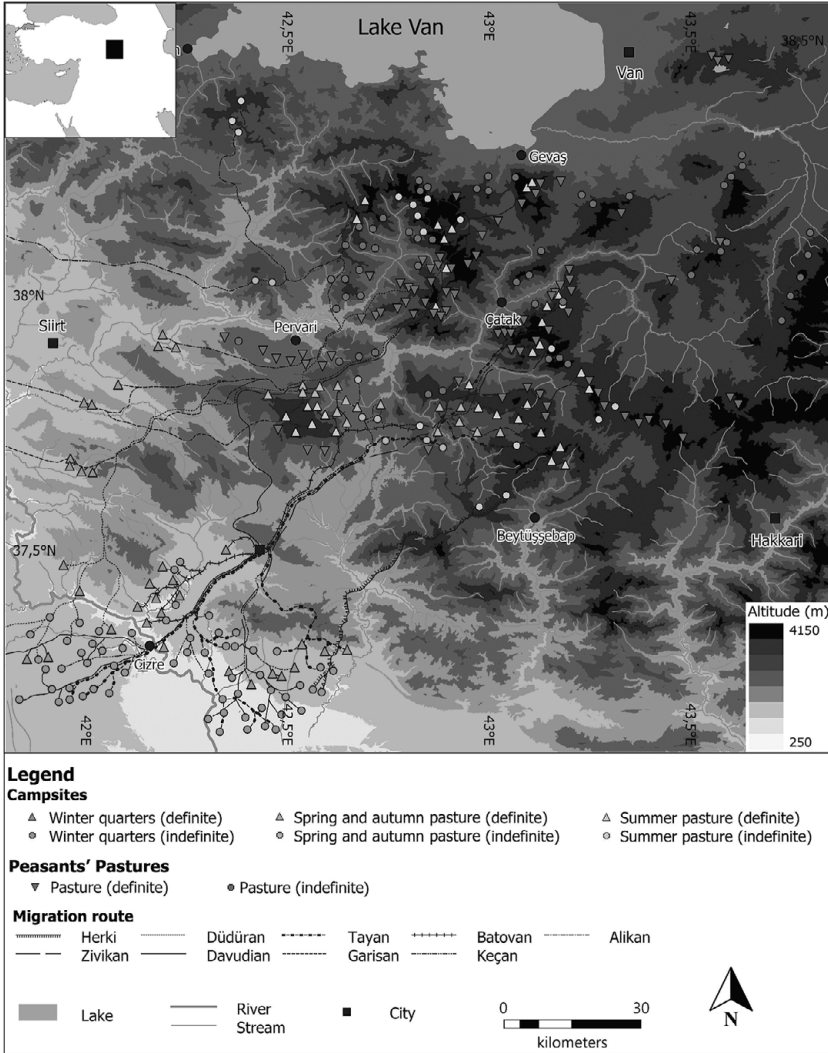 Lake Van
42,5°E
43°E
43,5°E
38,5°N
n
Van
Gevaş
38°N
Siirt
Pervari
Çatak
37,5°N
Beytüşşebap
Hakkari
Cizre
42°E
42,5°E
43°E
43,5°E
Altitude (m)
4150
250
Legend
Campsites
Winter quarters (definite) Spring and autumn pasture (definite) Summer pasture (definite)
Winter quarters (indefinite) Spring and autumn pasture (indefinite) Summer pasture (indefinite)
Peasants' Pastures
Pasture (definite) Pasture (indefinite)
Migration route
Herki Düdüran Tayan Batovan Alikan
Zivikan Davudian Garisan Keçan
Lake River City 0 30
Stream kilometers N